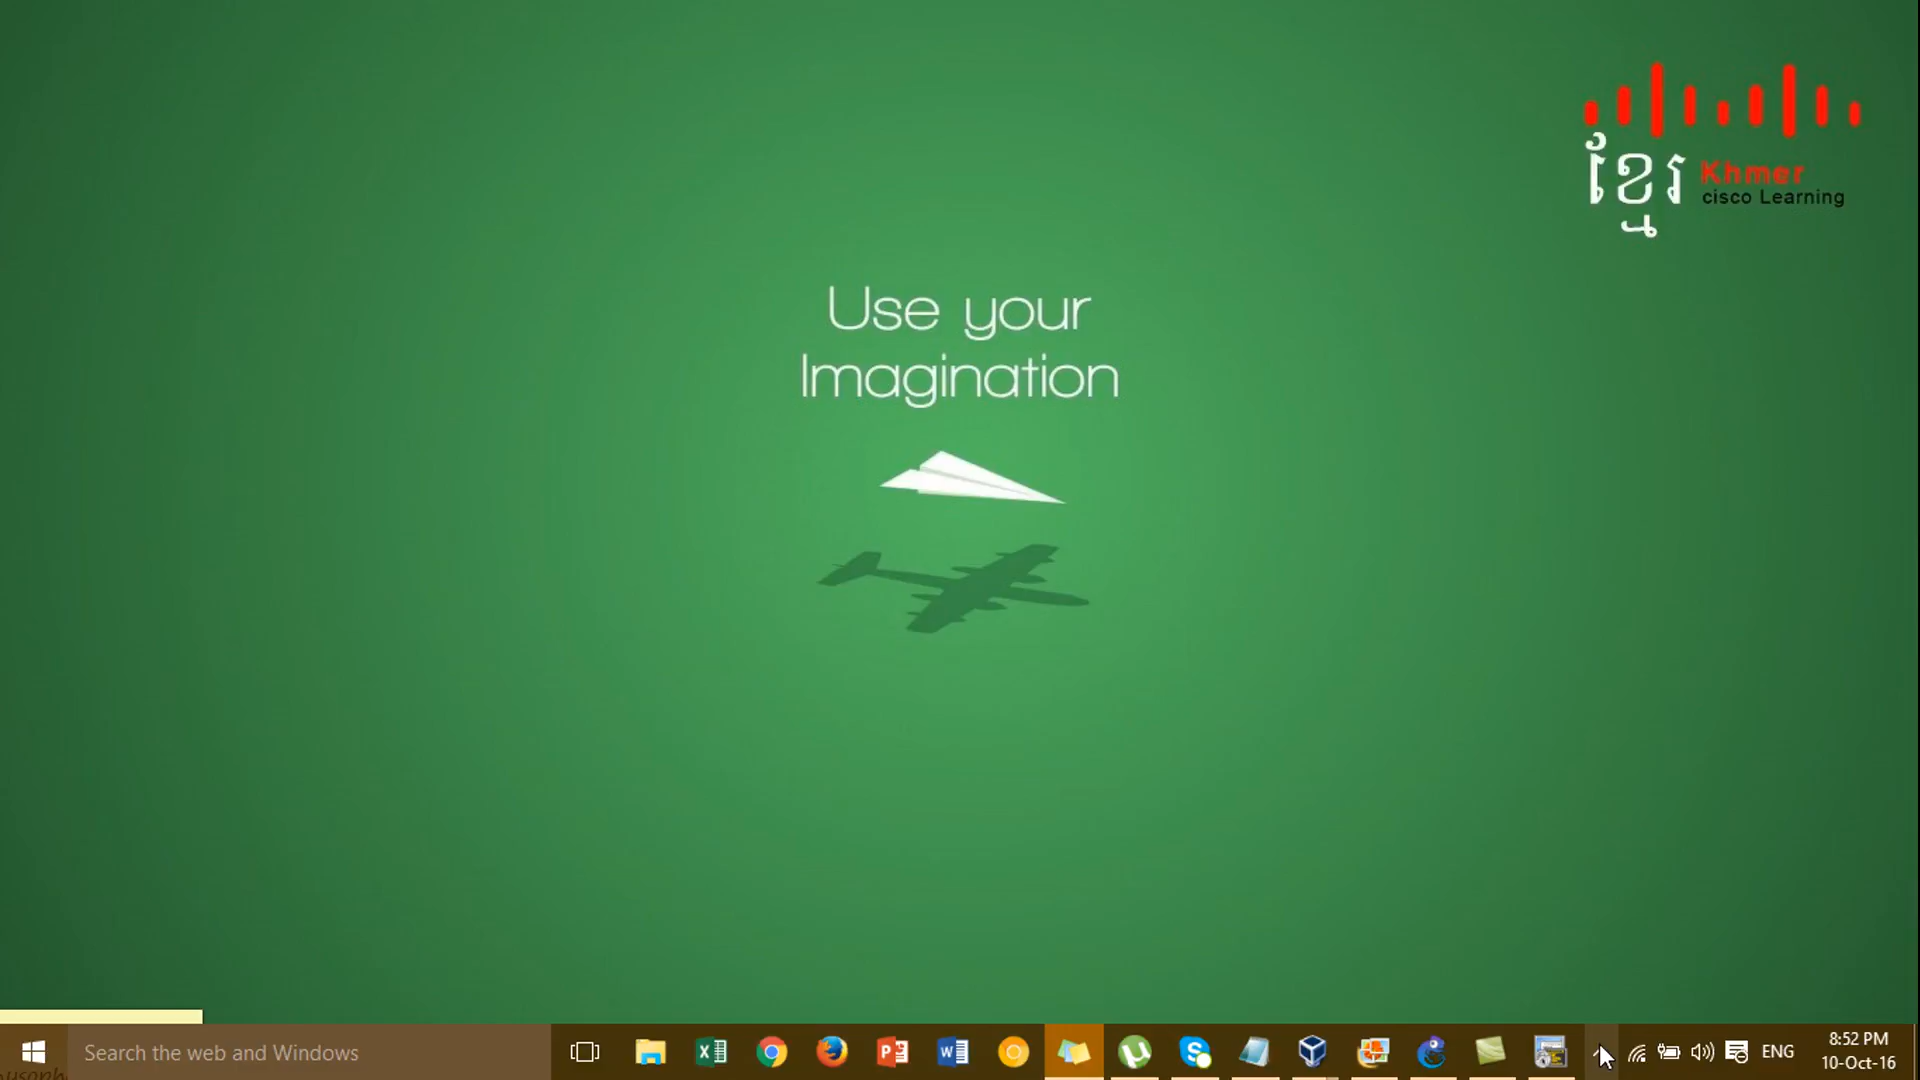 ខ្មែរ
Khmer
cisco Learning
Use your
Imagination
Search the web and Windows
ENG
8:52 PM
10-Oct-16